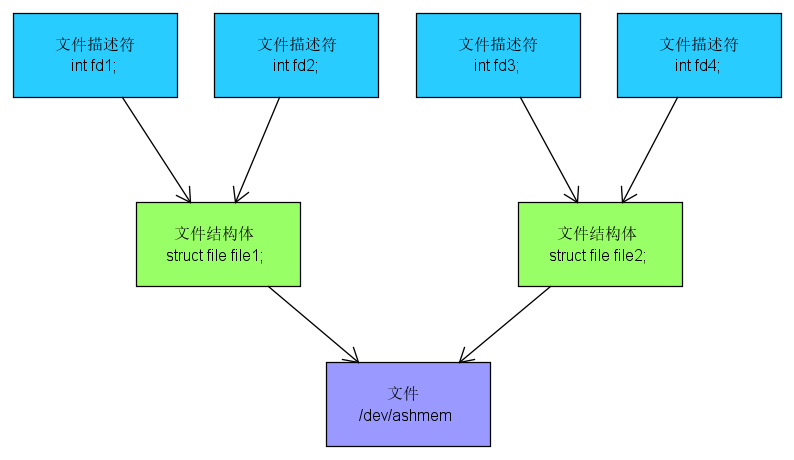 文件描述符
int fd1;
文件描述符
int fd2;
文件描述符
int fd3;
文件描述符
int fd4;
文件结构体
struct file file1;
文件结构体
struct file file2;
文件
/dev/ashmem